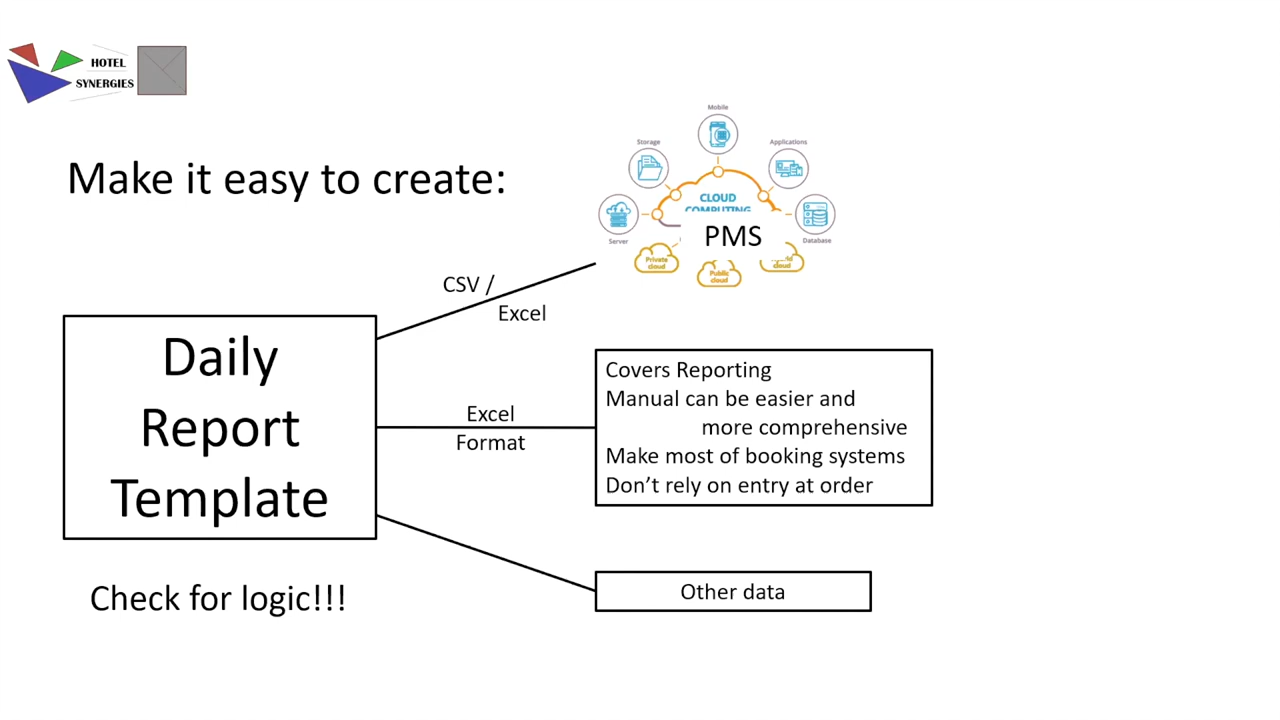 HOTEL
SYNERGIES
Make it easy to create:
Mobile
Storage
Applications
CLOUD
COMPUTING
PMS
Server
Database
Private
cloud
Public
cloud
cloud
CSV /
Excel
Daily
Report
Template
Excel
Format
Covers Reporting
Manual can be easier and
more comprehensive
Make most of booking systems
Don’t rely on entry at order
Other data
Check for logic!!!